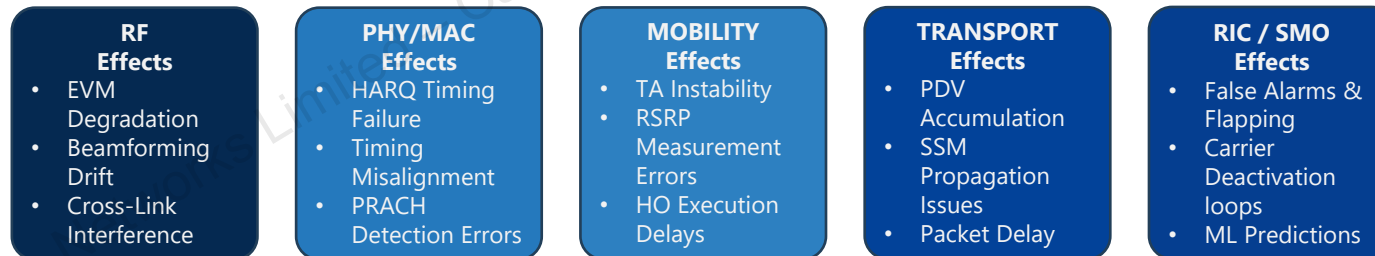 RF
Effects
• EVM
Degradation
• Beamforming
Drift
• Cross-Link
Interference
PHY/MAC
Effects
• HARQ Timing
Failure
• Timing
Misalignment
• PRACH
Detection Errors
MOBILITY
Effects
• TA Instability
• RSRP
Measurement
Errors
• HO Execution
Delays
TRANSPORT
Effects
• PDV
Accumulation
• SSM
Propagation
Issues
• Packet Delay
RIC / SMO
Effects
• False Alarms &
Flapping
• Carrier
Deactivation
loops
• ML Predictions